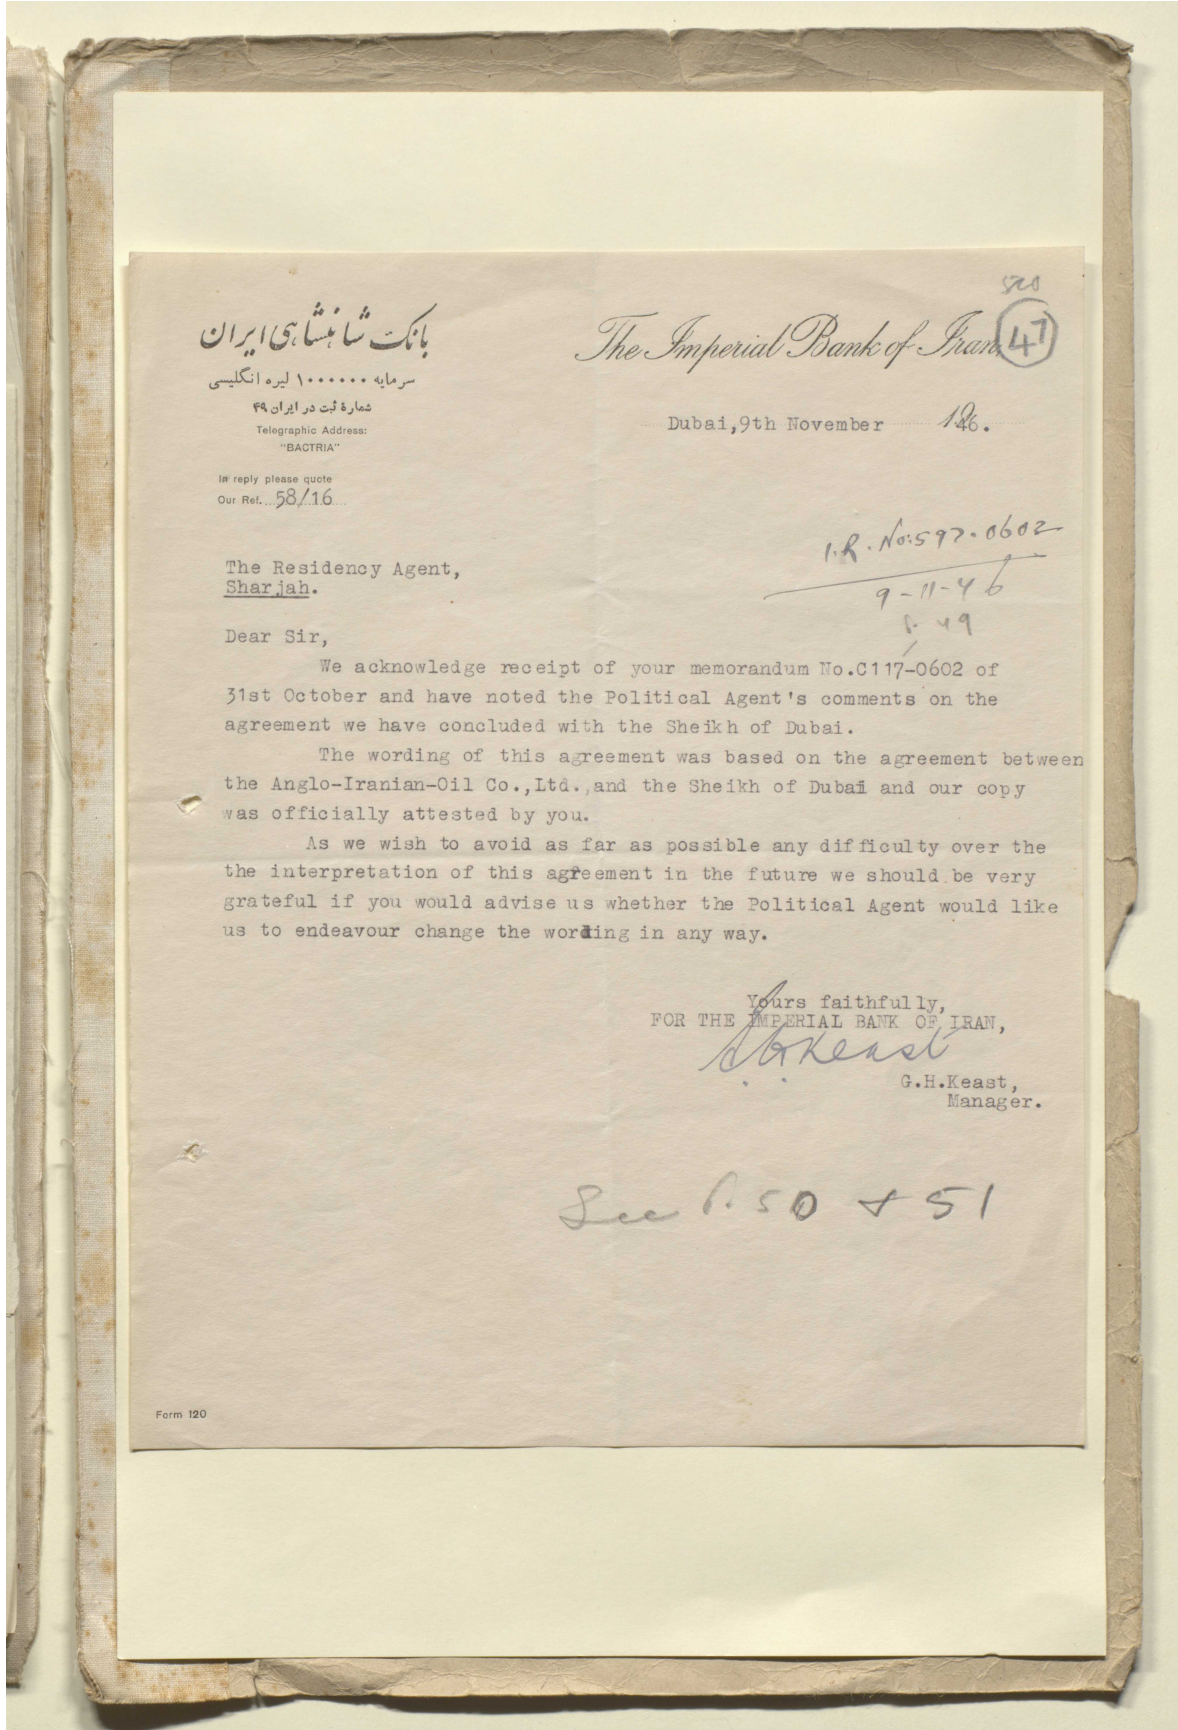 بانک شاهنشاهی ایران
سرمایه ۱۰۰۰۰۰۰ لیره انگلیسی
شمارهٔ ثبت در ایران ۴۹
Telegraphic Address:
"BACTRIA"
In reply please quote
Our Ref. 58/16
The Imperial Bank of Iran,
47
Dubai,9th November 1946.
I.R. No:597-0602
9-11-46
P. 49
The Residency Agent,
Sharjah.
Dear Sir,
We acknowledge receipt of your memorandum No.C117-0602 of
31st October and have noted the Political Agent's comments on the
agreement we have concluded with the Sheikh of Dubai.
The wording of this agreement was based on the agreement between
the Anglo-Iranian-Oil Co.,Ltd.,and the Sheikh of Dubai and our copy
was officially attested by you.
As we wish to avoid as far as possible any difficulty over the
the interpretation of this agreement in the future we should be very
grateful if you would advise us whether the Political Agent would like
us to endeavour change the wording in any way.
Yours faithfully,
FOR THE IMPERIAL BANK OF IRAN,
G.H.Keast
G.H.Keast,
Manager.
See P. 50 & 51
Form 120